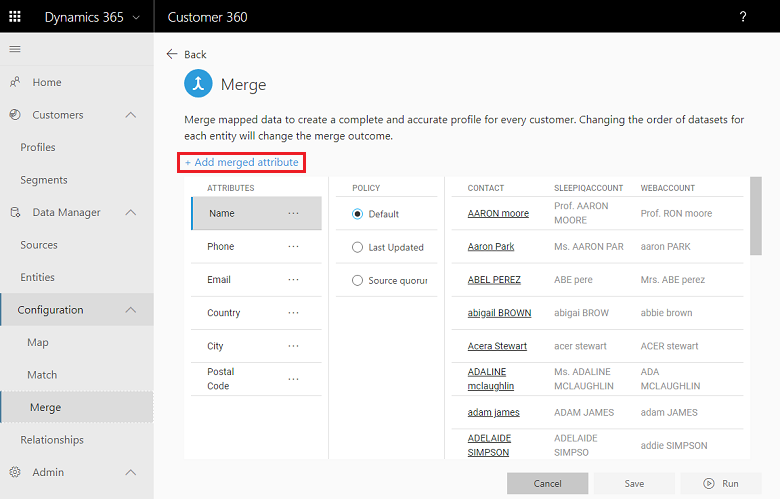 Dynamics 365 Customer 360 ?
Back
Home
Customers
Profiles
Segments
Data Manager
Sources
Entities
Configuration
Map
Match
Merge
Relationships
Admin
Merge
Merge mapped data to create a complete and accurate profile for every customer. Changing the order of datasets for
each entity will change the merge outcome.
+ Add merged attribute
ATTRIBUTES
Name ...
Phone ...
Email ...
Country ...
City ...
Postal
Code ...
POLICY
Default
Last Updated
Source quorur
CONTACT SLEEPIQACCOUNT WEBACCOUNT
AARON moore Prof. AARON
MOORE Prof. RON moore
Aaron Park Ms. AARON PAR aaron PARK
ABEL PEREZ ABE pere Mrs. ABE perez
abigail BROWN abigai BROW abbie brown
Acera Stewart acer stewart ACER stewart
ADALINE Ms. ADALINE ADA
mclaughlin MCLAUGHLIN MCLAUGHLIN
adam james ADAM JAMES adam JAMES
ADELAIDE ADELAIDE addie SIMPSON
SIMPSON SIMPSO
Cancel Save Run